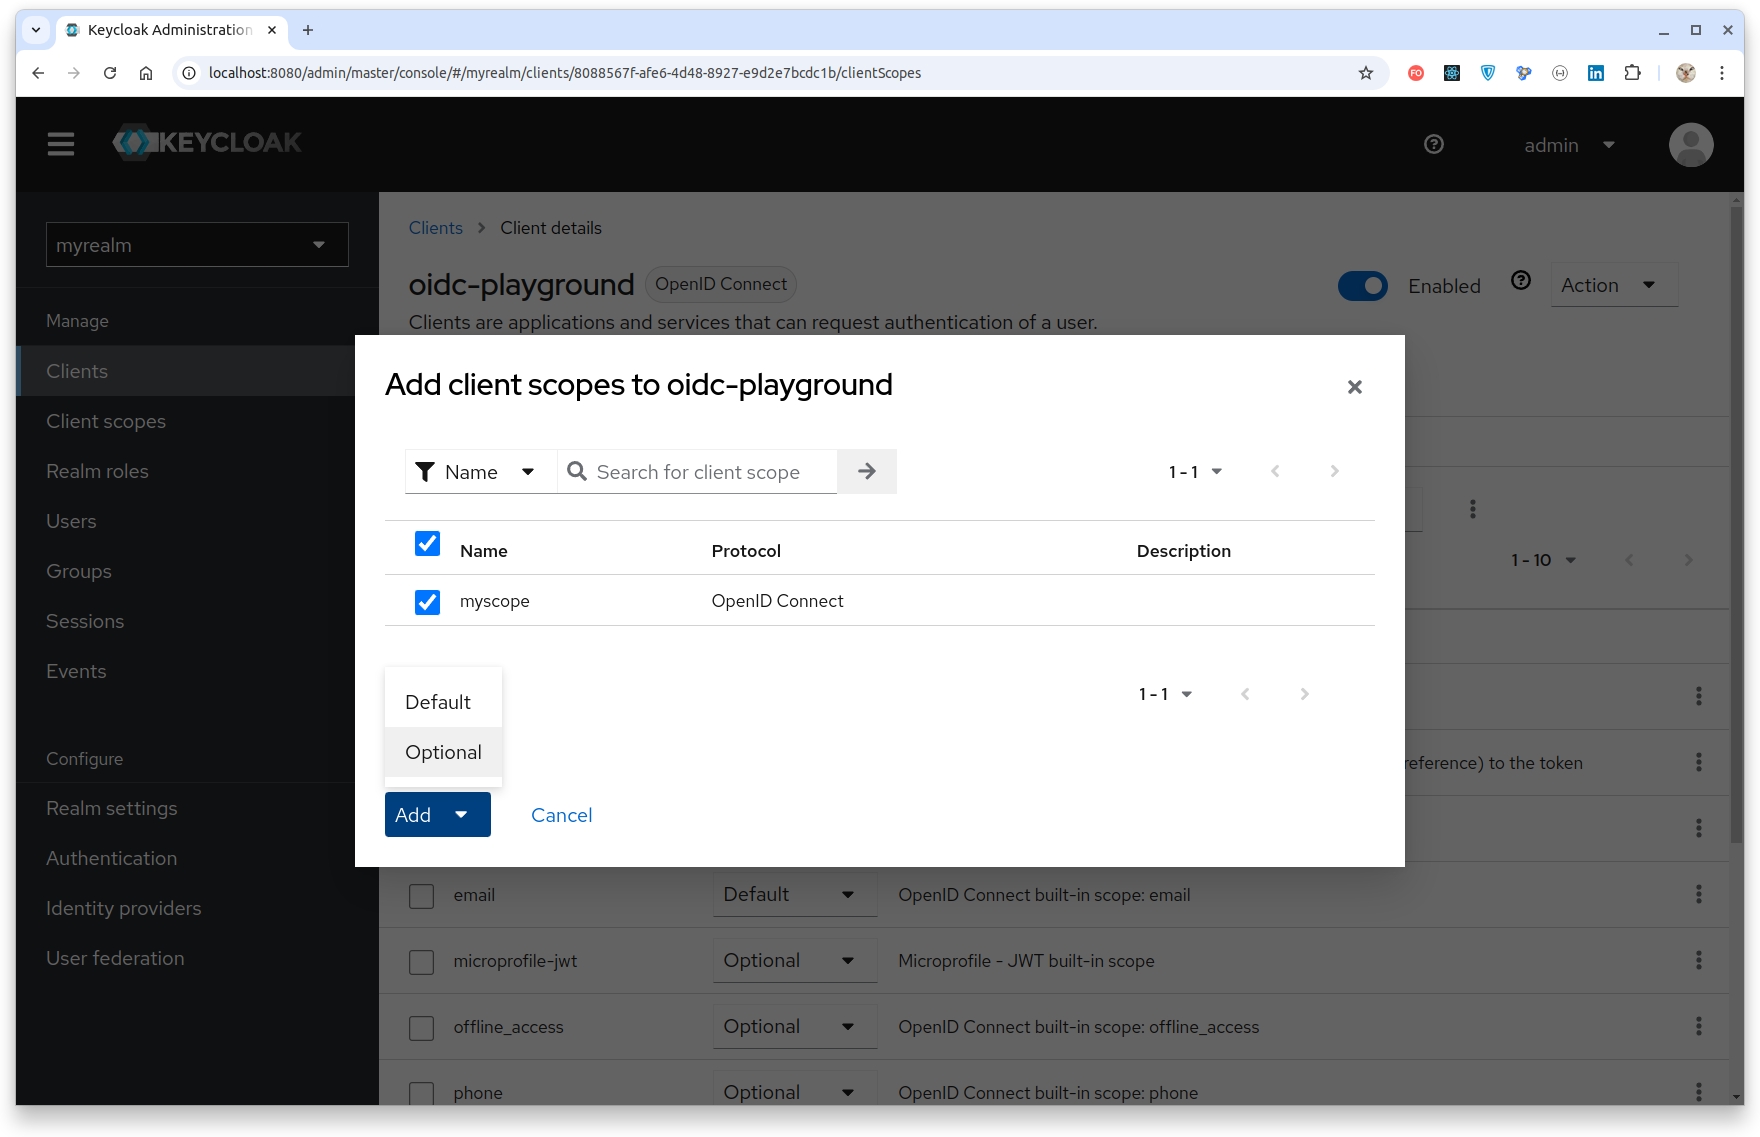 Keycloak Administration
localhost:8080/admin/master/console/#/myrealm/clients/8088567f-afe6-4d48-8927-e9d2e7bcdc1b/clientScopes
FO
in
KEYCLOAK
admin
myrealm
Manage
Clients
Client scopes
Realm roles
Users
Groups
Sessions
Events
Configure
Realm settings
Authentication
Identity providers
User federation
Clients > Client details
oidc-playground OpenID Connect
Enabled
Action
Clients are applications and services that can request authentication of a user.
Add client scopes to oidc-playground
Name Search for client scope
1 - 1
Name Protocol Description
myscope OpenID Connect
1 - 1
Default
Optional
Add Cancel
1 - 10
reference) to the token
email Default OpenID Connect built-in scope: email
microprofile-jwt Optional Microprofile - JWT built-in scope
offline_access Optional OpenID Connect built-in scope: offline_access
phone Optional OpenID Connect built-in scope: phone